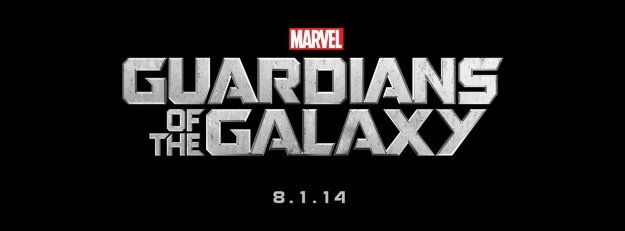 MARVEL
GUARDIANS
OF THE GALAXY
8.1.14